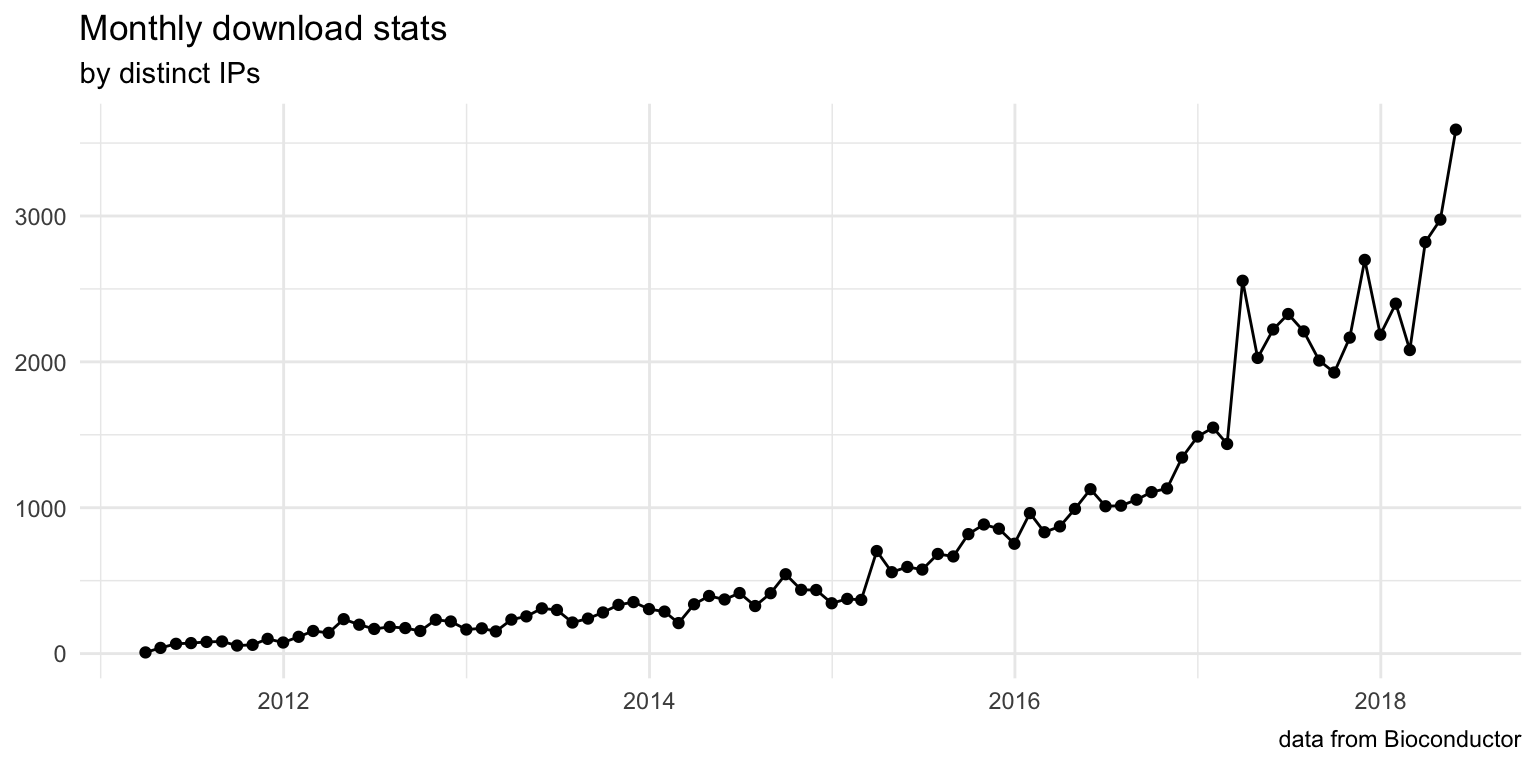 Monthly download stats
by distinct IPs
3000
2000
1000
0
2012 2014 2016 2018
data from Bioconductor